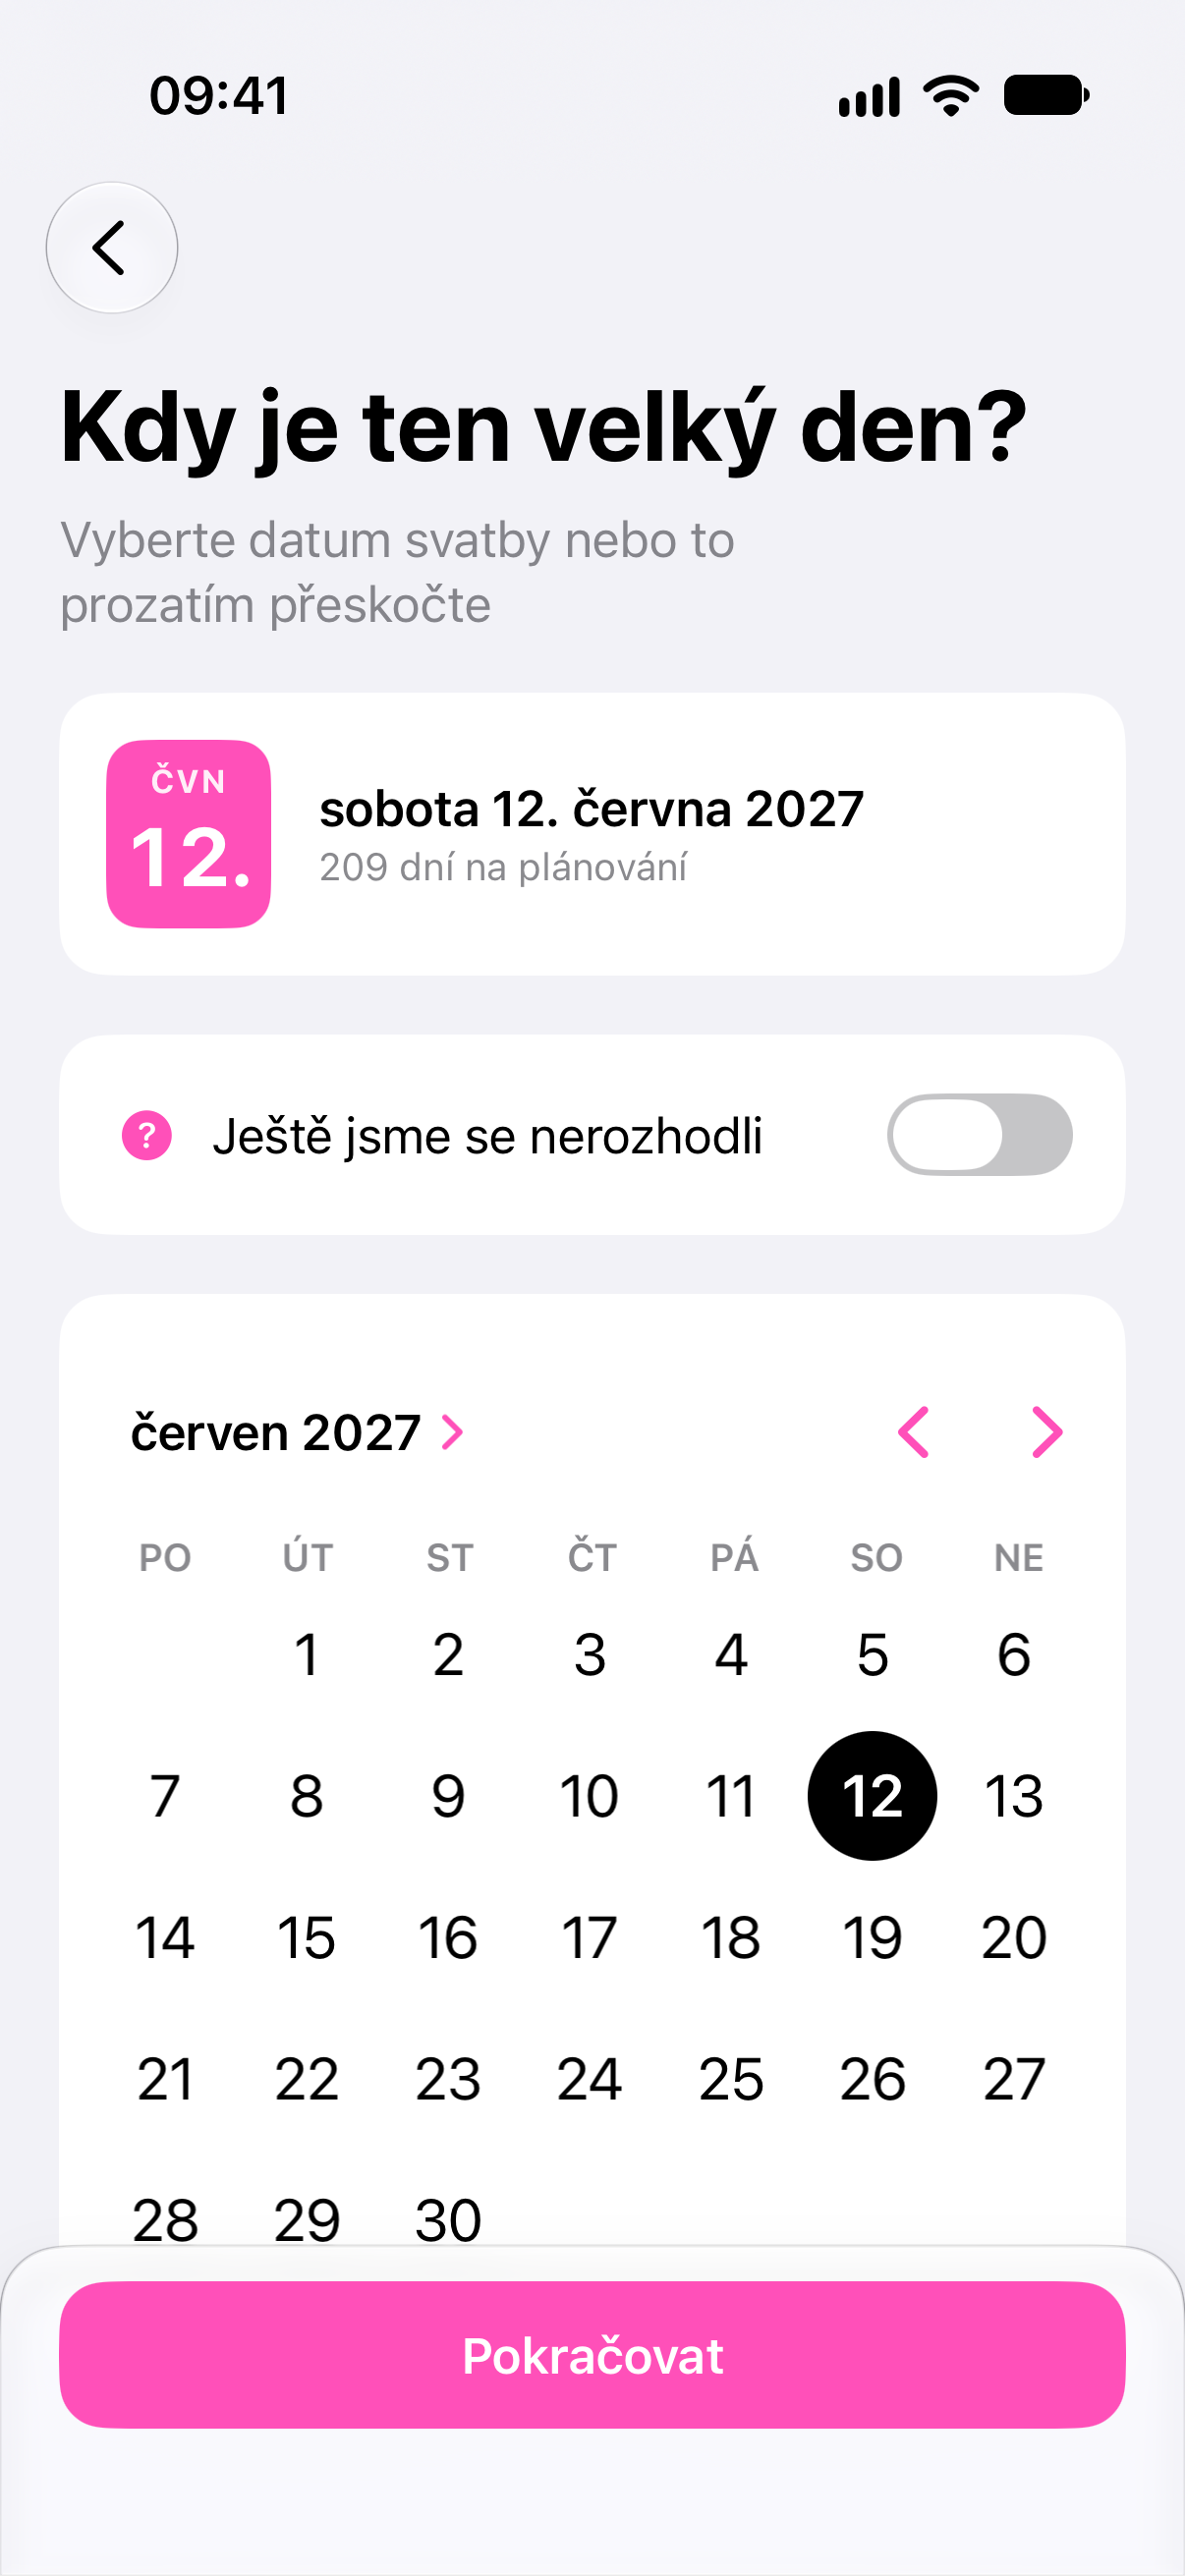 09:41
Kdy je ten velký den?
Vyberte datum svatby nebo to
prozatím přeskočte
ČVN
12.
sobota 12. června 2027
209 dní na plánování
? Ještě jsme se nerozhodli
červen 2027
PO ÚT ST ČT PÁ SO NE
1 2 3 4 5 6
7 8 9 10 11 12 13
14 15 16 17 18 19 20
21 22 23 24 25 26 27
28 29 30
Pokračovat